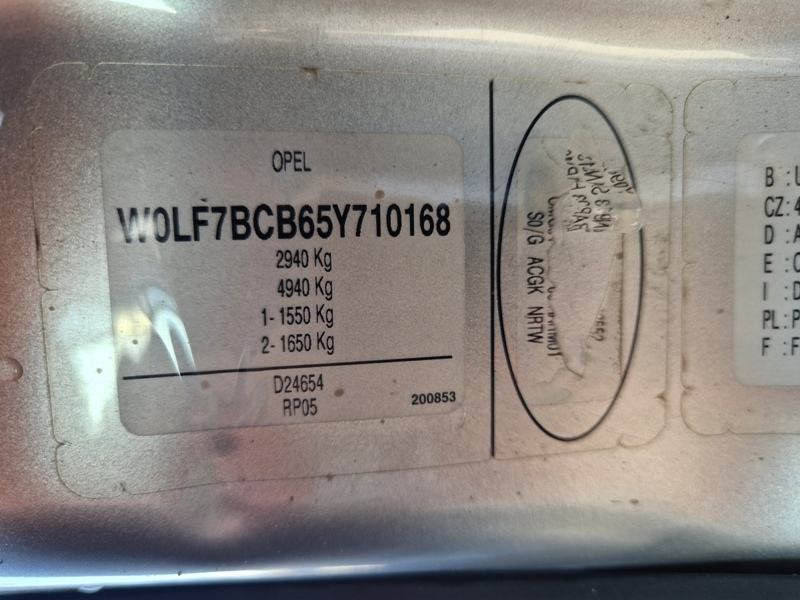 OPEL
W0LF7BCB65Y710168
2940 Kg
4940 Kg
1- 1550 Kg
2- 1650 Kg
D24654
RP05
200853
SO/G ACGK NRTW
B :
CZ: 4
D : A
E :
I :
PL: P
F : F